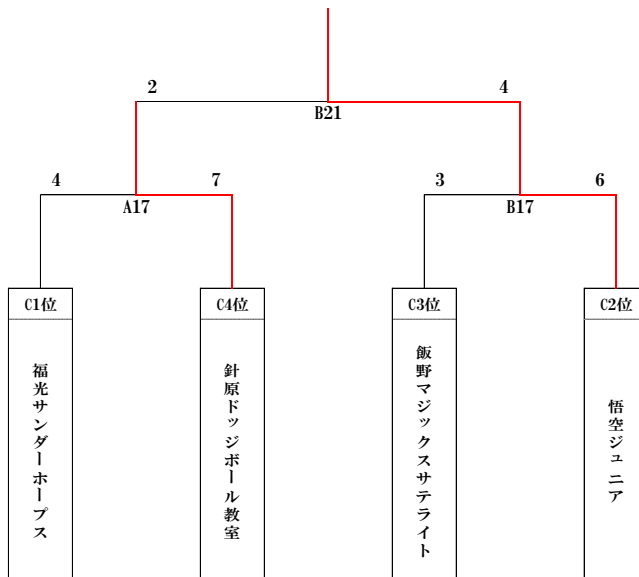 2
4
B21
4
7
3
6
A17
B17
C1位
C4位
C3位
C2位
福光サンダーホープス
針原ドッジボール教室
飯野マジックスサテライト
悟空ジュニア